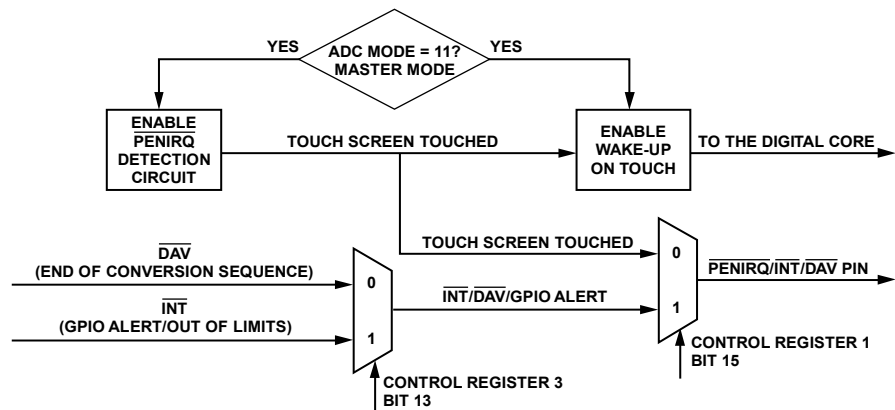 YES
ADC MODE = 11?
MASTER MODE
YES
ENABLE
PENIRQ
DETECTION
CIRCUIT
TOUCH SCREEN TOUCHED
ENABLE
WAKE-UP
ON TOUCH
TO THE DIGITAL CORE
TOUCH SCREEN TOUCHED
0
1
PENIRQ/INT/DAV PIN
DAV
(END OF CONVERSION SEQUENCE)
INT
(GPIO ALERT/OUT OF LIMITS)
0
1
INT/DAV/GPIO ALERT
CONTROL REGISTER 1
BIT 15
CONTROL REGISTER 3
BIT 13